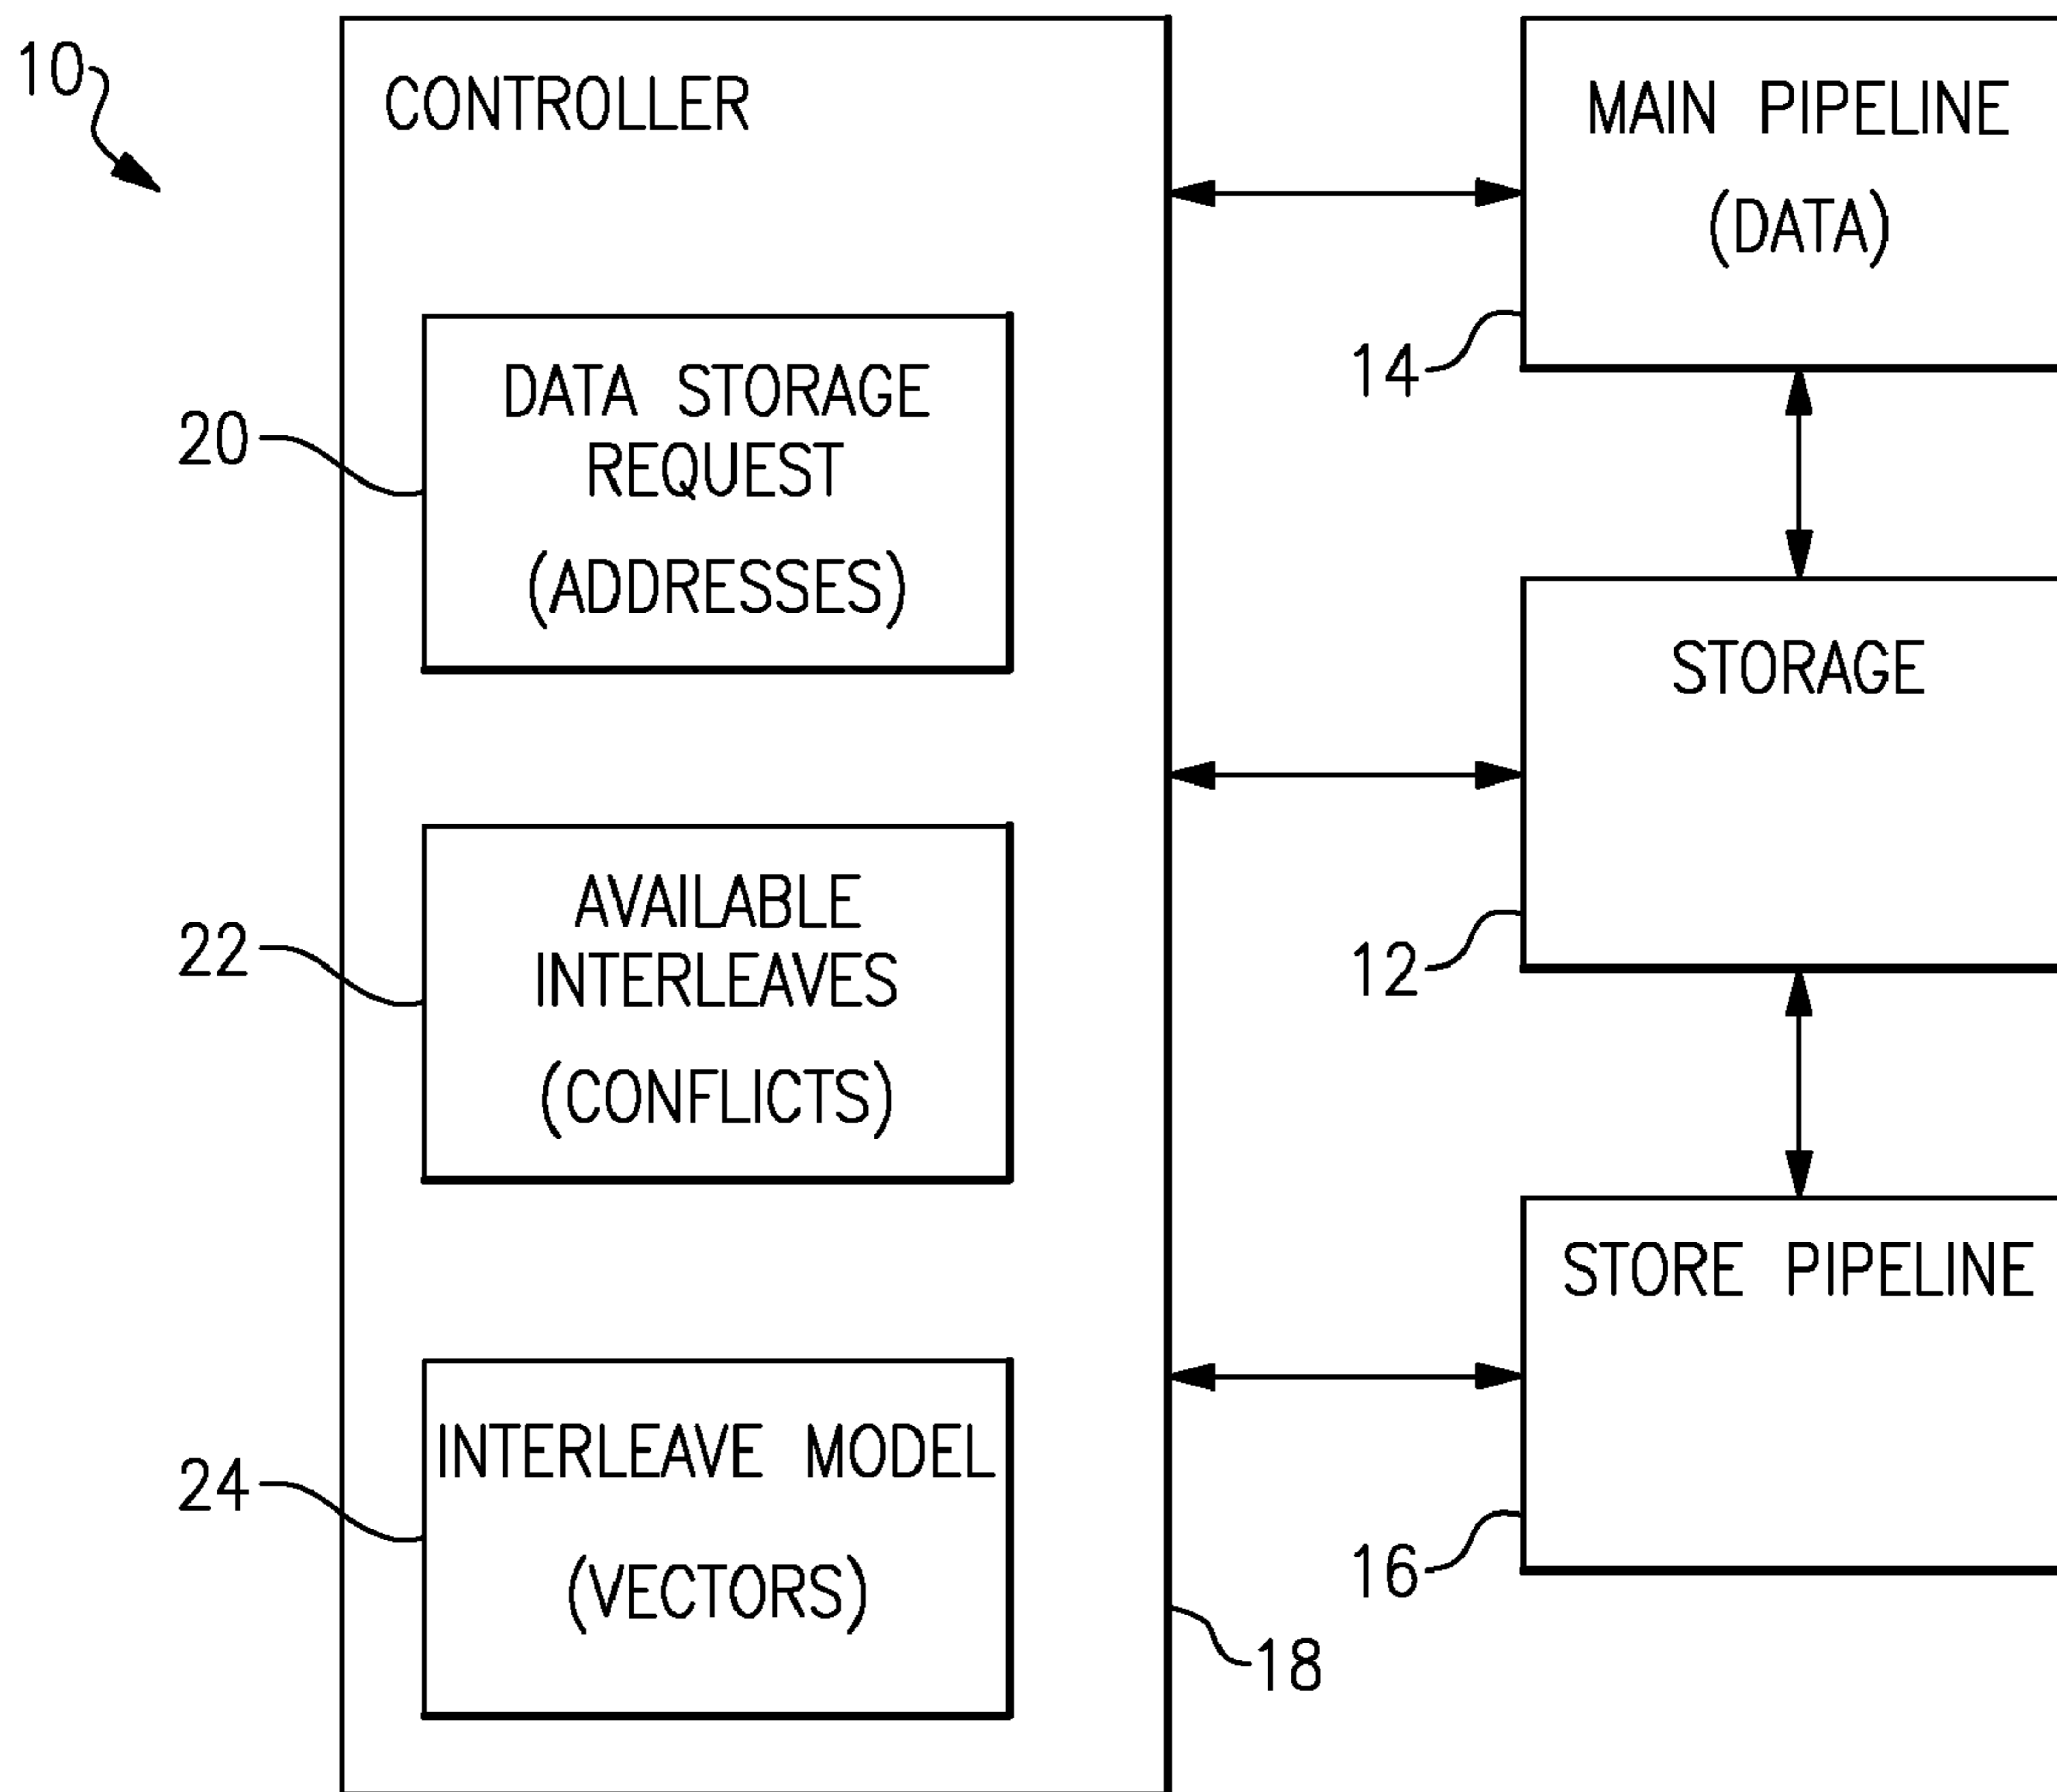 10
CONTROLLER
20
DATA STORAGE
REQUEST
(ADDRESSES)
22
AVAILABLE
INTERLEAVES
(CONFLICTS)
24
INTERLEAVE MODEL
(VECTORS)
18
MAIN PIPELINE
(DATA)
14
STORAGE
12
STORE PIPELINE
16